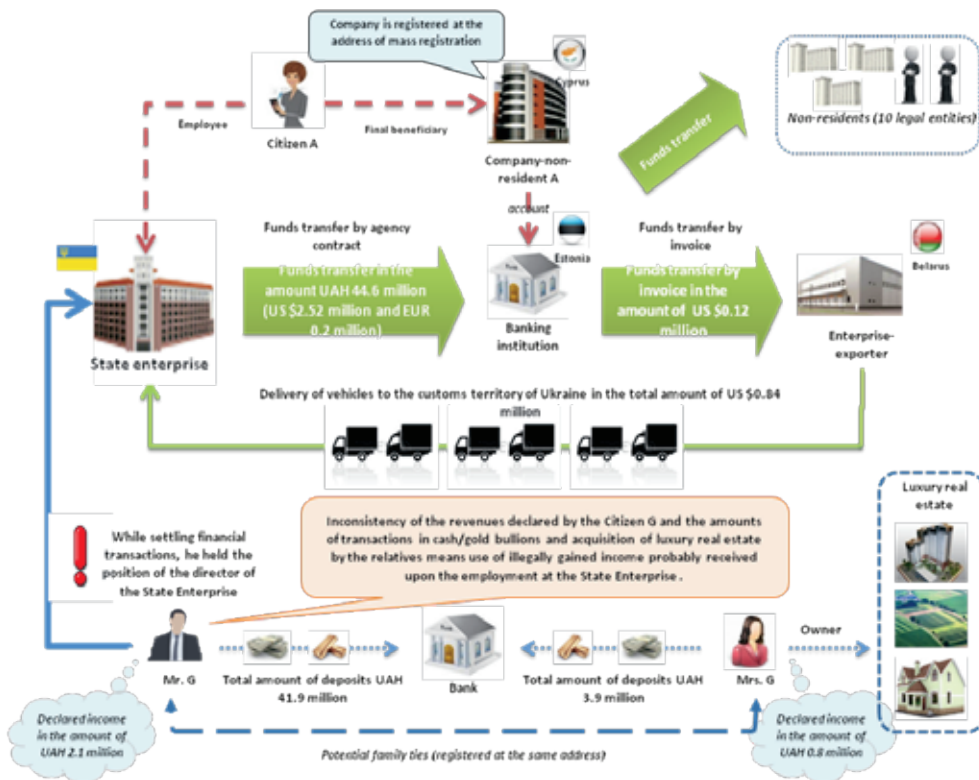 Company is registered at the
address of mass registration
Cyprus
Employee
Citizen A
Final beneficiary
Company-non-
resident A
Funds transfer
Non-residents (10 legal entities)
account
Estonia
Belarus
Funds transfer by agency
contract
Funds transfer in the
amount UAH 44.6 million
(US $2.52 million and EUR
0.2 million)
Banking
institution
Funds transfer by
invoice
Funds transfer by
invoice in the
amount of US $0.12
million
Enterprise-
exporter
State enterprise
Delivery of vehicles to the customs territory of Ukraine in the total amount of US $0.84
million
Luxury real
estate
While settling financial
transactions, he held the
position of the director of
the State Enterprise
Inconsistency of the revenues declared by the Citizen G and the amounts
of transactions in cash/gold bullions and acquisition of luxury real estate
by the relatives means use of illegally gained income probably received
upon the employment at the State Enterprise .
Mr. G
Total amount of deposits UAH
41.9 million
Bank
Total amount of deposits UAH
3.9 million
Mrs. G
Owner
Declared income
in the amount of
UAH 2.1 million
Potential family ties (registered at the same address)
Declared income
in the amount of
UAH 0.8 million